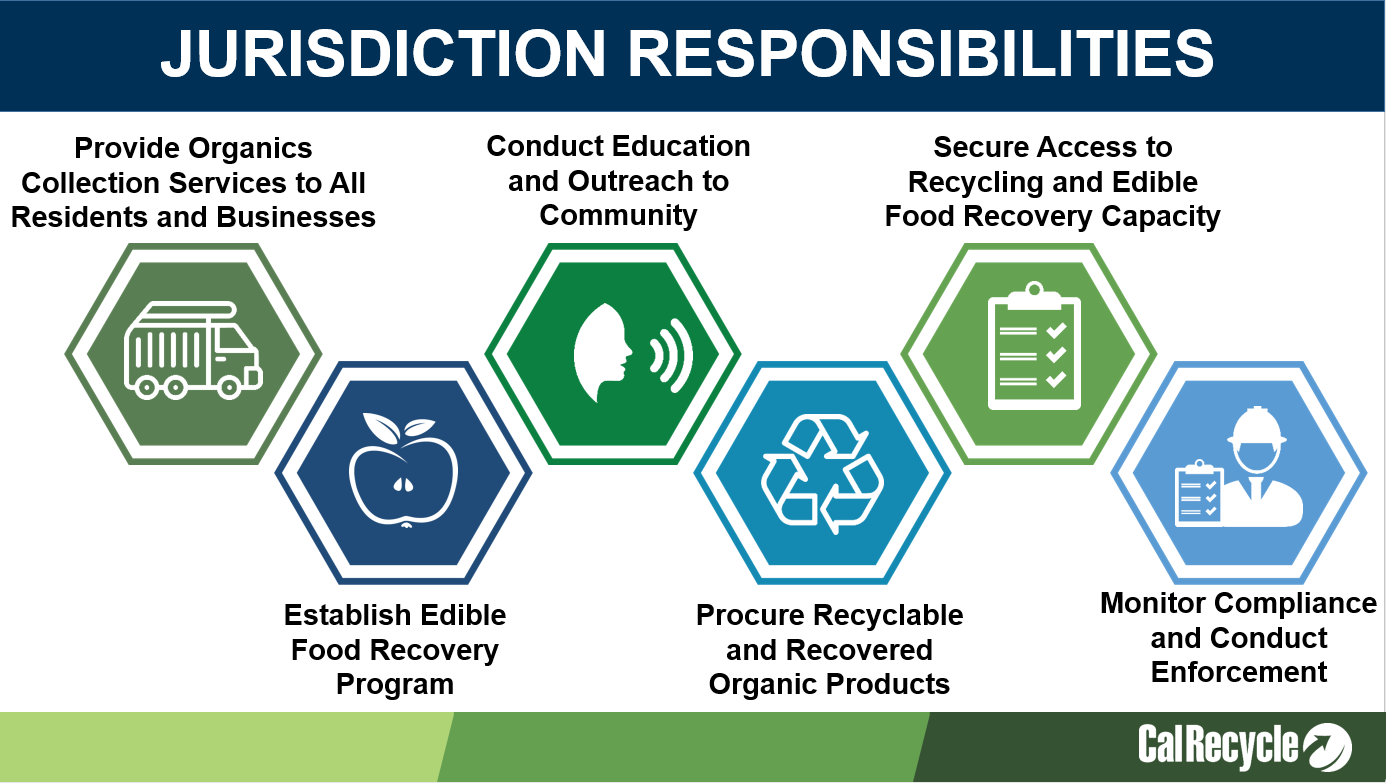 JURISDICTION RESPONSIBILITIES
Provide Organics
Collection Services to All
Residents and Businesses
Conduct Education
and Outreach to
Community
Secure Access to
Recycling and Edible
Food Recovery Capacity
Establish Edible
Food Recovery
Program
Procure Recyclable
and Recovered
Organic Products
Monitor Compliance
and Conduct
Enforcement
CalRecycle